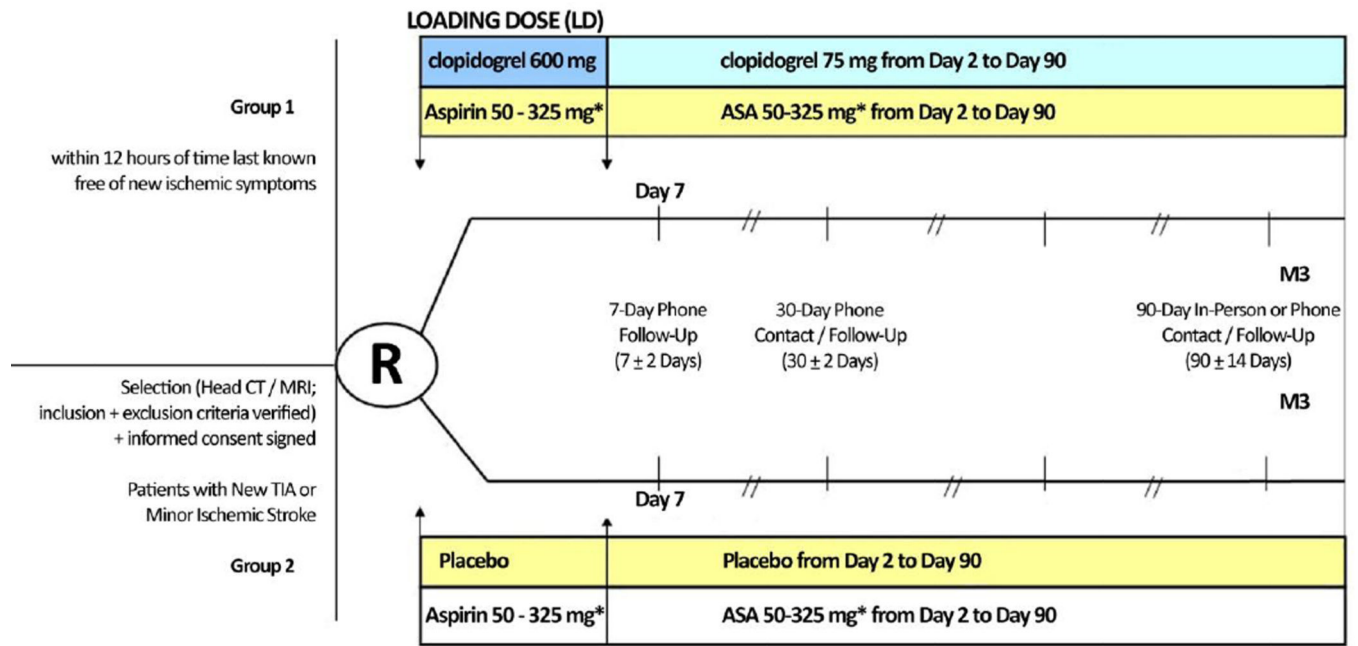 LOADING DOSE (LD)
clopidogrel 600 mg
clopidogrel 75 mg from Day 2 to Day 90
Group 1
Aspirin 50 - 325 mg*
ASA 50-325 mg* from Day 2 to Day 90
within 12 hours of time last known
free of new ischemic symptoms
Day 7
M3
7-Day Phone
Follow-Up
(7 ± 2 Days)
30-Day Phone
Contact / Follow-Up
(30 ± 2 Days)
90-Day In-Person or Phone
Contact / Follow-Up
(90 ± 14 Days)
R
Selection (Head CT / MRI;
inclusion + exclusion criteria verified)
+ informed consent signed
M3
Patients with New TIA or
Minor Ischemic Stroke
Day 7
Group 2
Placebo
Placebo from Day 2 to Day 90
Aspirin 50 - 325 mg*
ASA 50-325 mg* from Day 2 to Day 90